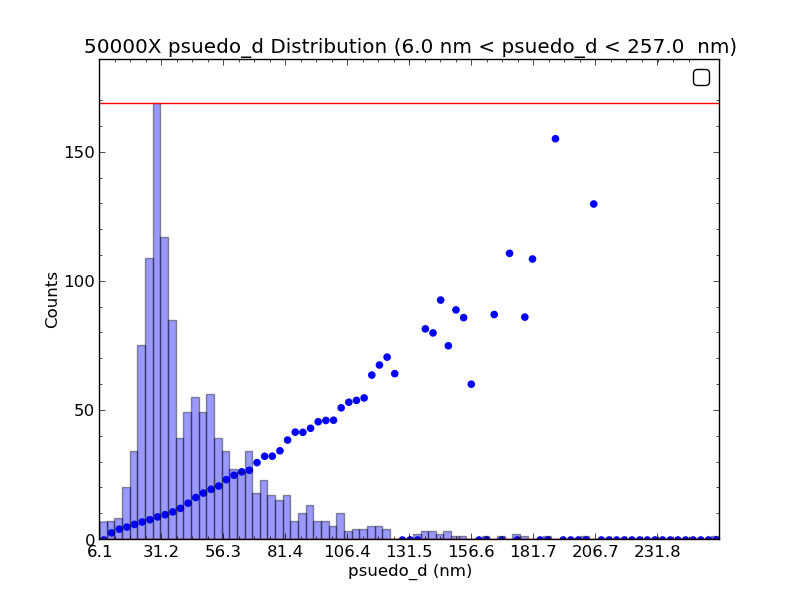 50000X psuedo_d Distribution (6.0 nm < psuedo_d < 257.0  nm)
150
100
50
0
Counts
6.1 31.2 56.3 81.4 106.4 131.5 156.6 181.7 206.7 231.8
psuedo_d (nm)